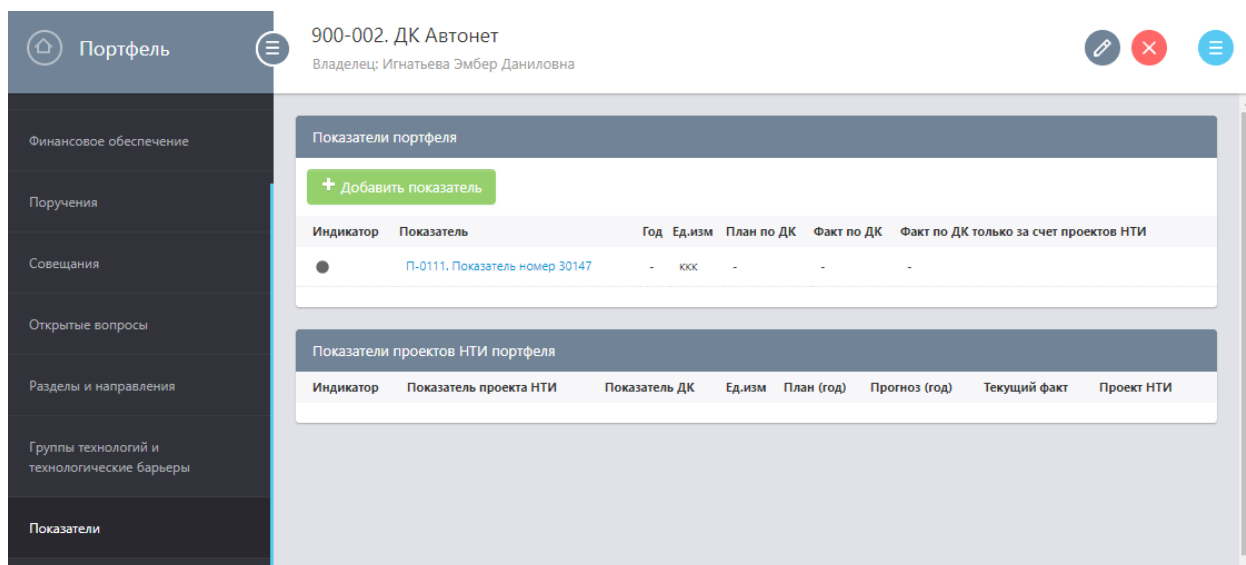 Портфель
900-002. ДК Автонет
Владелец: Игнатьева Эмбер Даниловна
Финансовое обеспечение
Поручения
Совещания
Открытые вопросы
Разделы и направления
Группы технологий и
технологические барьеры
Показатели
Показатели портфеля
+ Добавить показатель
Индикатор Показатель Год Ед.изм План по ДК Факт по ДК Факт по ДК только за счет проектов НТИ
П-0111. Показатель номер 30147 - ккк - - -
Показатели проектов НТИ портфеля
Индикатор Показатель проекта НТИ Показатель ДК Ед.изм План (год) Прогноз (год) Текущий факт Проект НТИ